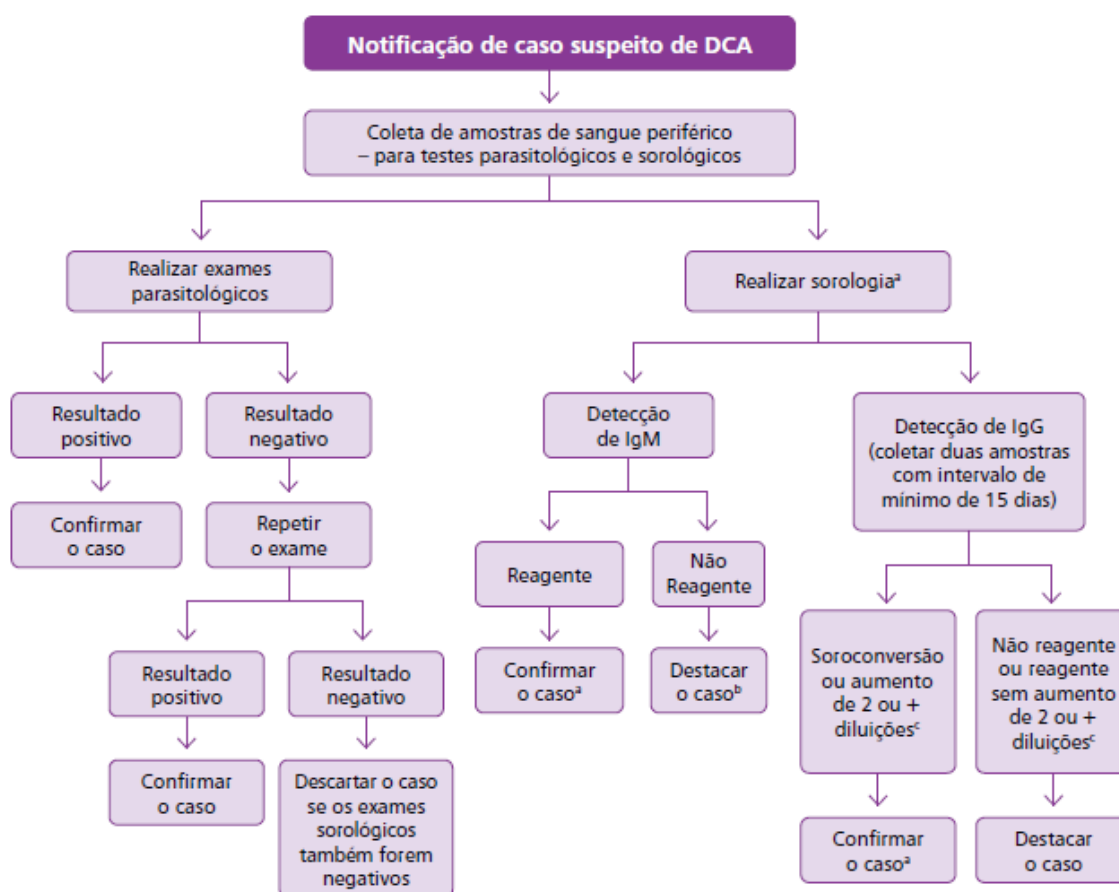 Notificação de caso suspeito de DCA
Coleta de amostras de sangue periférico
– para testes parasitológicos e sorológicos
Realizar exames
parasitológicos
Realizar sorologiaᵃ
Resultado
positivo
Resultado
negativo
Detecção
de IgM
Detecção de IgG
(coletar duas amostras
com intervalo de
mínimo de 15 dias)
Confirmar
o caso
Repetir
o exame
Reagente
Não
Reagente
Resultado
positivo
Resultado
negativo
Confirmar
o casoᵃ
Destacar
o casoᵇ
Soroconversão
ou aumento
de 2 ou +
diluiçõesᶜ
Não reagente
ou reagente
sem aumento
de 2 ou +
diluiçõesᶜ
Confirmar
o caso
Descartar o caso
se os exames
sorológicos
também forem
negativos
Confirmar
o casoᵃ
Destacar
o caso